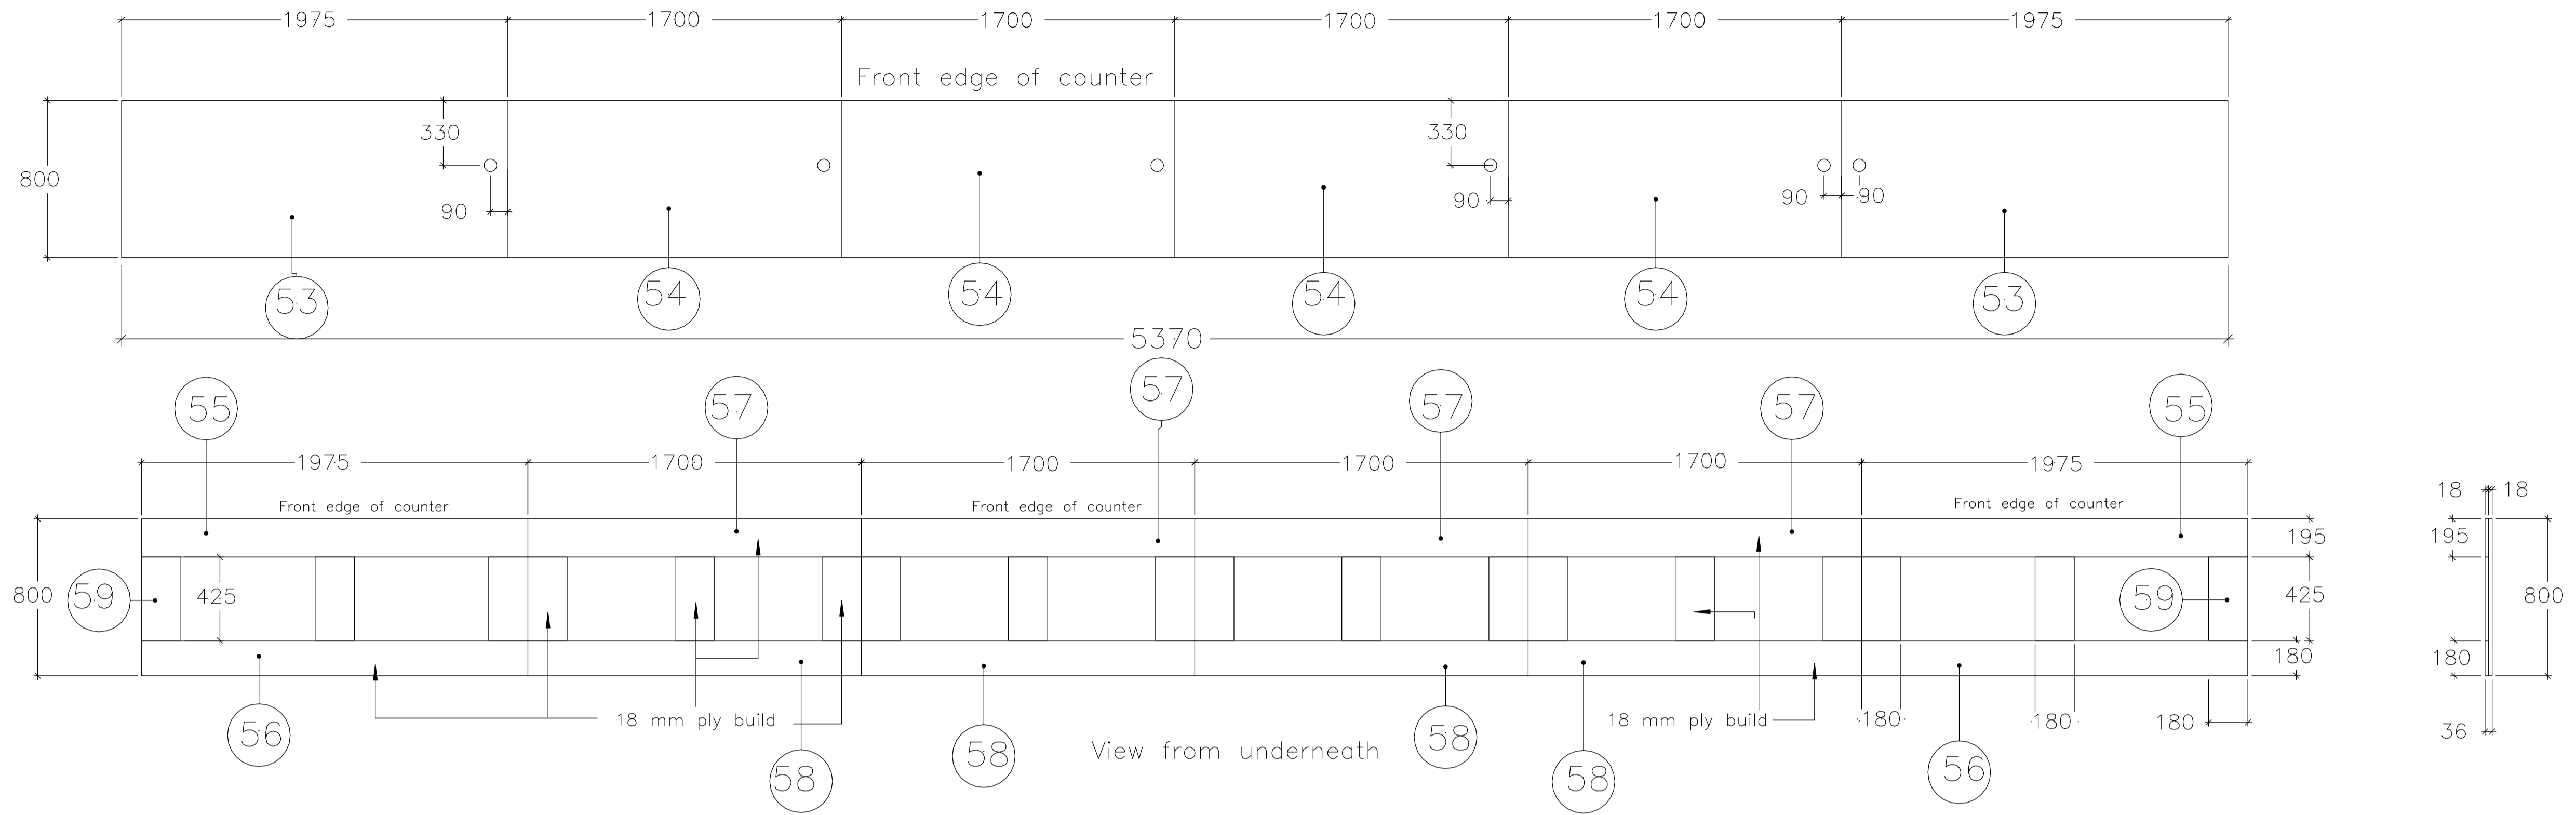 1975 1700 1700 1700 1700 1975
Front edge of counter
330 330
800
90 90 90 90
53 54 54 54 54 53
5370
55 57 57 57 57 55
1975 1700 1700 1700 1700 1975
Front edge of counter Front edge of counter Front edge of counter
18 18
195 195
800 59 425 59 425 800
180 180
56 58 58 58 58 56
18 mm ply build 18 mm ply build 180 180 180
36
View from underneath